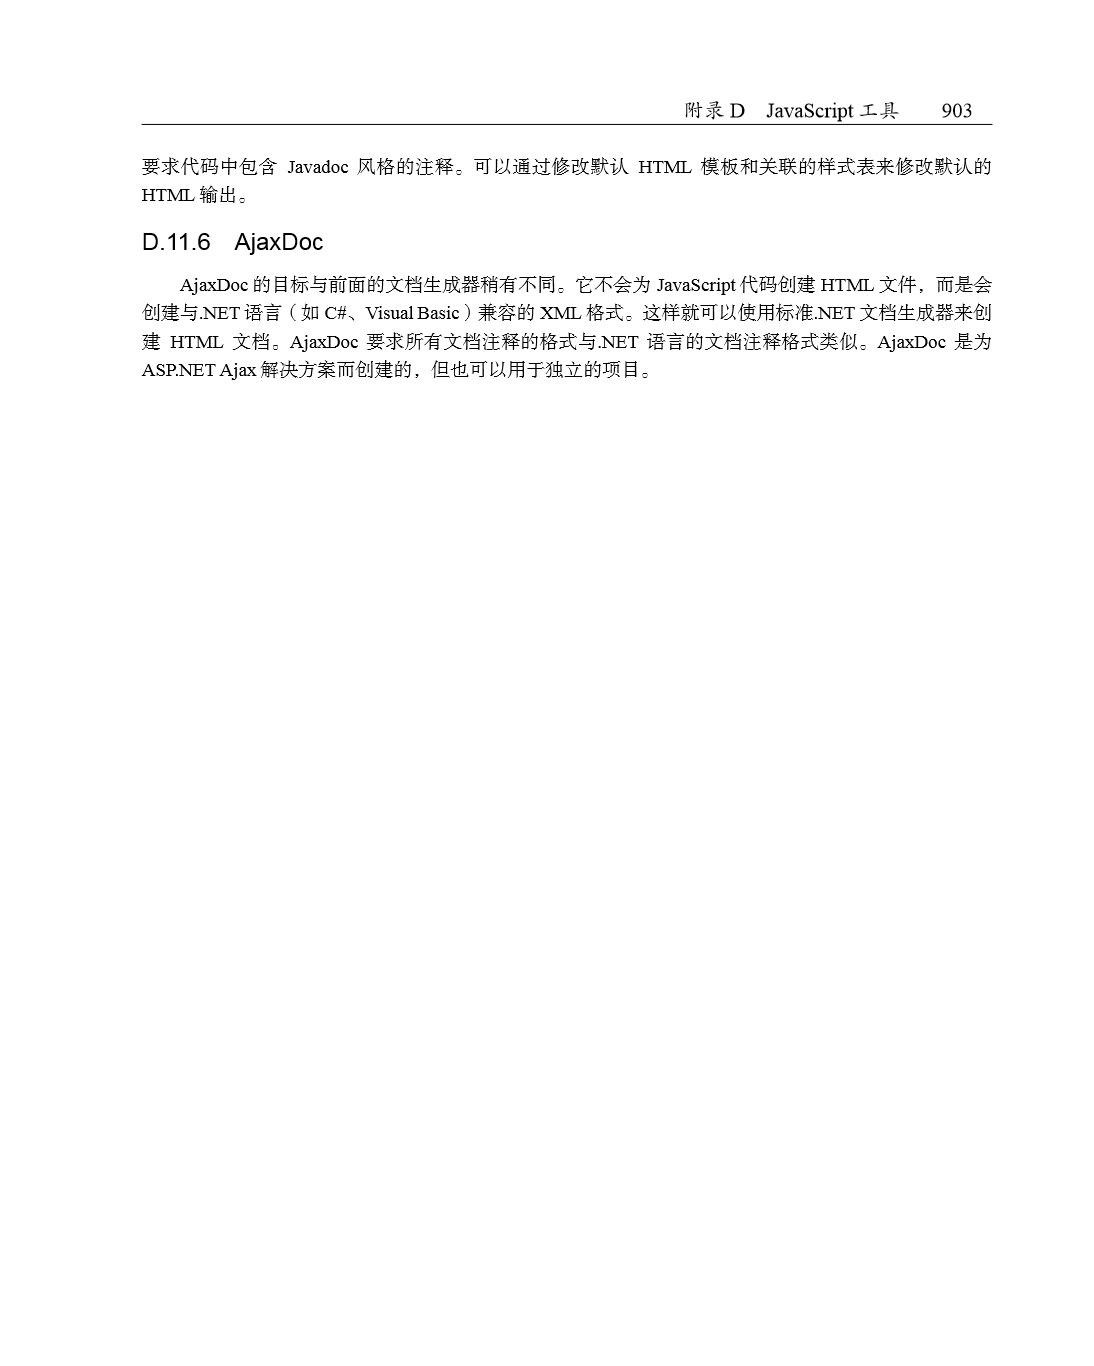 附录 D JavaScript 工具 903
要求代码中包含 Javadoc 风格的注释。可以通过修改默认 HTML 模板和关联的样式表来修改默认的
HTML 输出。
D.11.6 AjaxDoc
AjaxDoc 的目标与前面的文档生成器稍有不同。它不会为 JavaScript 代码创建 HTML 文件，而是会
创建与.NET 语言（如 C#、Visual Basic）兼容的 XML 格式。这样就可以使用标准.NET 文档生成器来创
建 HTML 文档。AjaxDoc 要求所有文档注释的格式与.NET 语言的文档注释格式类似。AjaxDoc 是为
ASP.NET Ajax 解决方案而创建的，但也可以用于独立的项目。